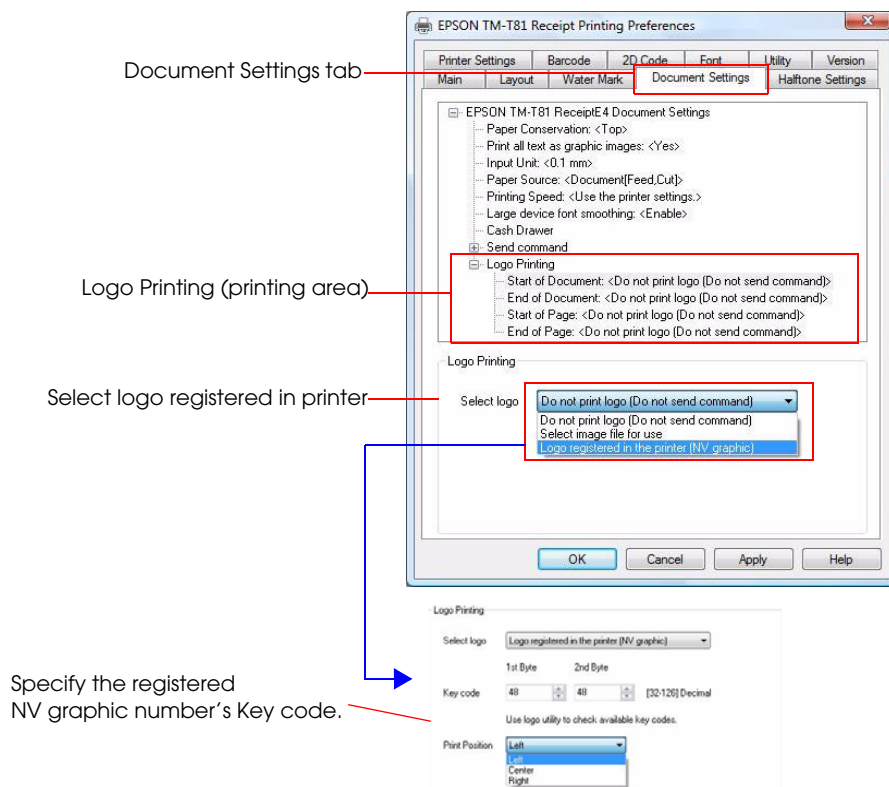 EPSON TM-T81 Receipt Printing Preferences
Printer Settings Barcode 2D Code Font Utility Version
Document Settings tab
Main Layout Water Mark Document Settings Halftone Settings
EPSON TM-T81 ReceiptE4 Document Settings
Paper Conservation: <Top>
Print all text as graphic images: <Yes>
Input Unit: <0.1 mm>
Paper Source: <Document[Feed,Cut]>
Printing Speed: <Use the printer settings.>
Large device font smoothing: <Enable>
Cash Drawer
Send command
Logo Printing
Logo Printing (printing area)
Start of Document: <Do not print logo (Do not send command)>
End of Document: <Do not print logo (Do not send command)>
Start of Page: <Do not print logo (Do not send command)>
End of Page: <Do not print logo (Do not send command)>
Logo Printing
Select logo registered in printer
Select logo Do not print logo (Do not send command)
Do not print logo (Do not send command)
Select image file for use
Logo registered in the printer (NV graphic)
OK Cancel Apply Help
Logo Printing
Select logo Logo registered in the printer (NV graphic)
1st Byte 2nd Byte
Specify the registered
NV graphic number's Key code.
Key code 48 48 [32-126] Decimal
Use logo utility to check available key codes.
Print Position Left
Left
Center
Right